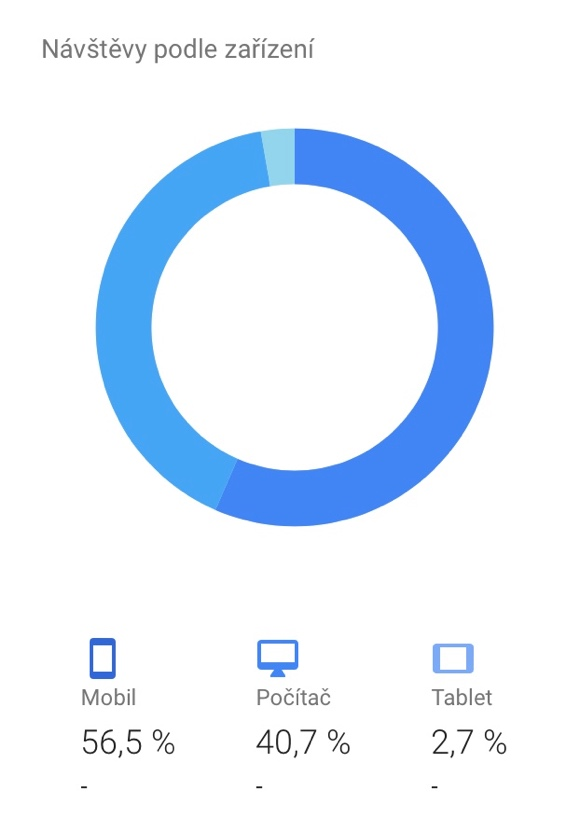 Návštěvy podle zařízení
Mobil Počítač Tablet
56,5 % 40,7 % 2,7 %
- - -